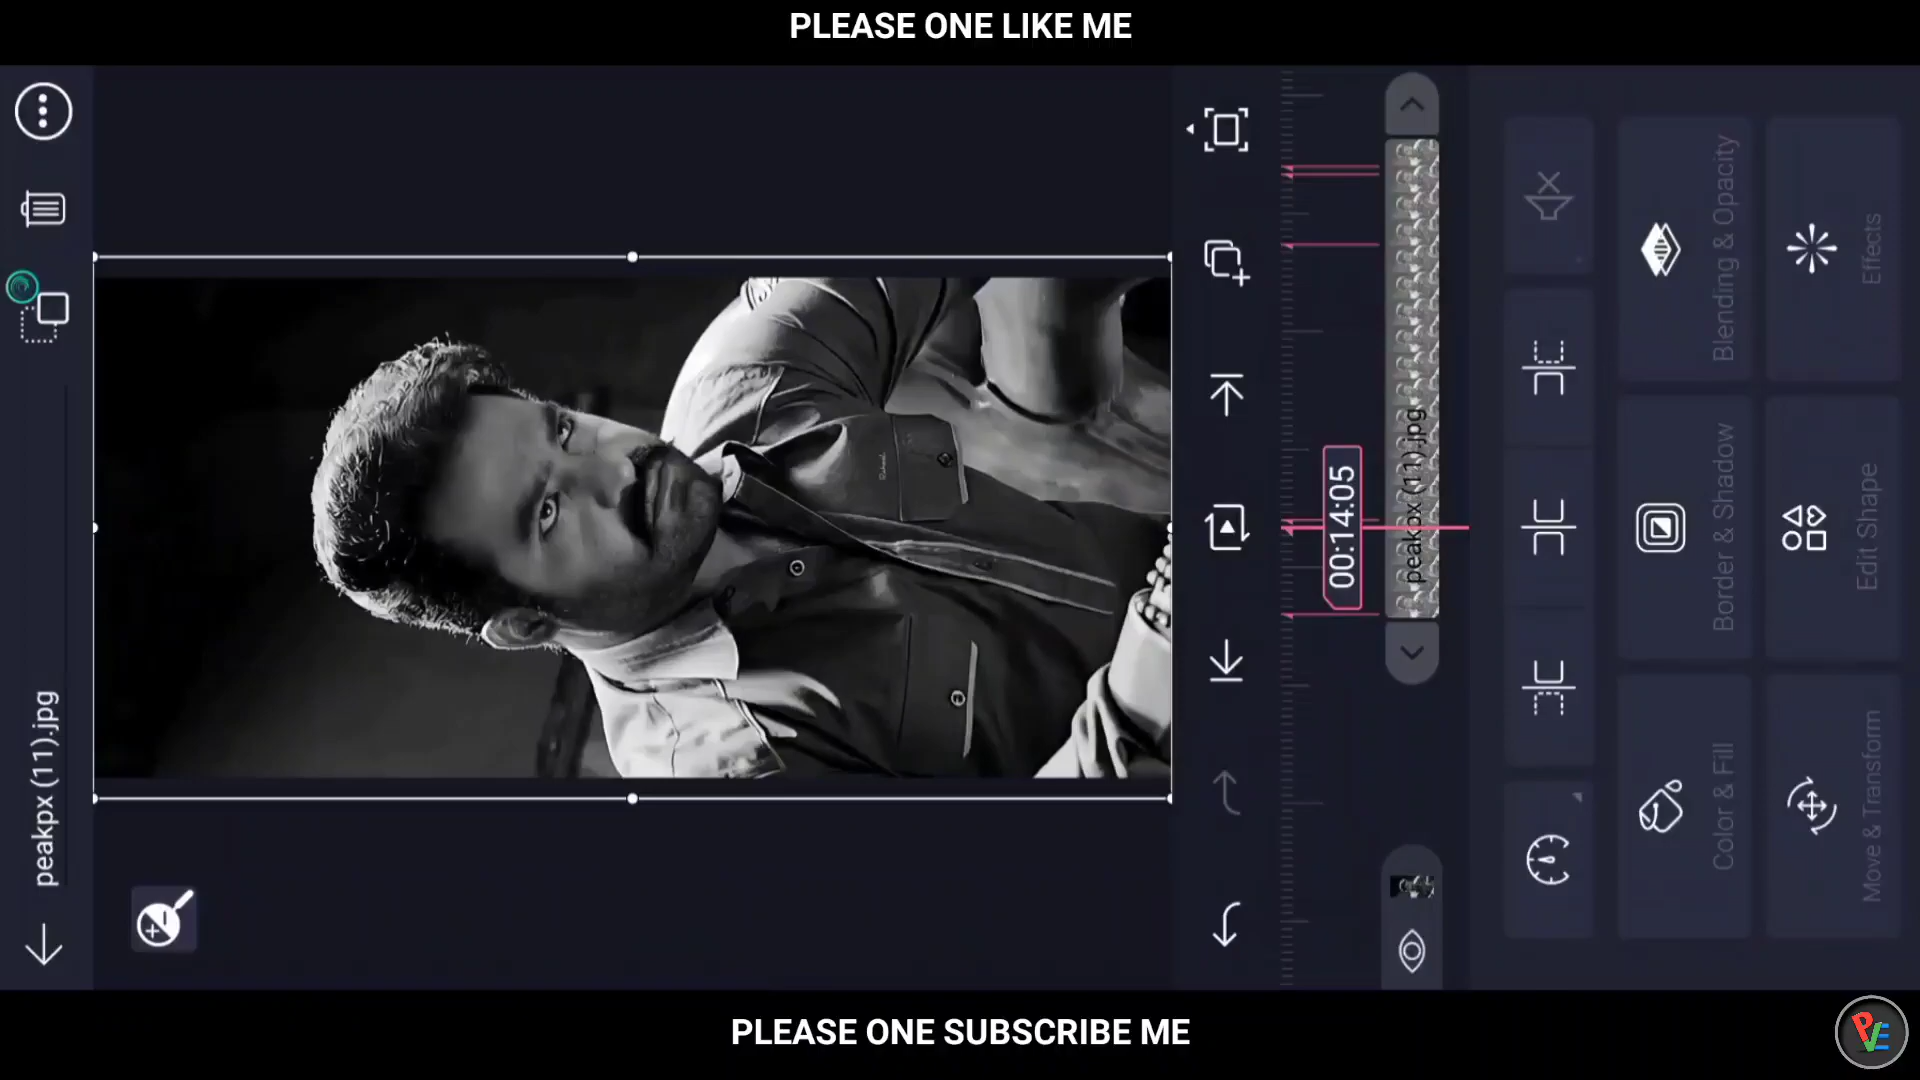 PLEASE ONE LIKE ME
peakpx (11).jpg
00:14:05
peakpx (11).jpg
Blending & Opacity
Effects
Border & Shadow
Edit Shape
Color & Fill
Move & Transform
PLEASE ONE SUBSCRIBE ME
PVE